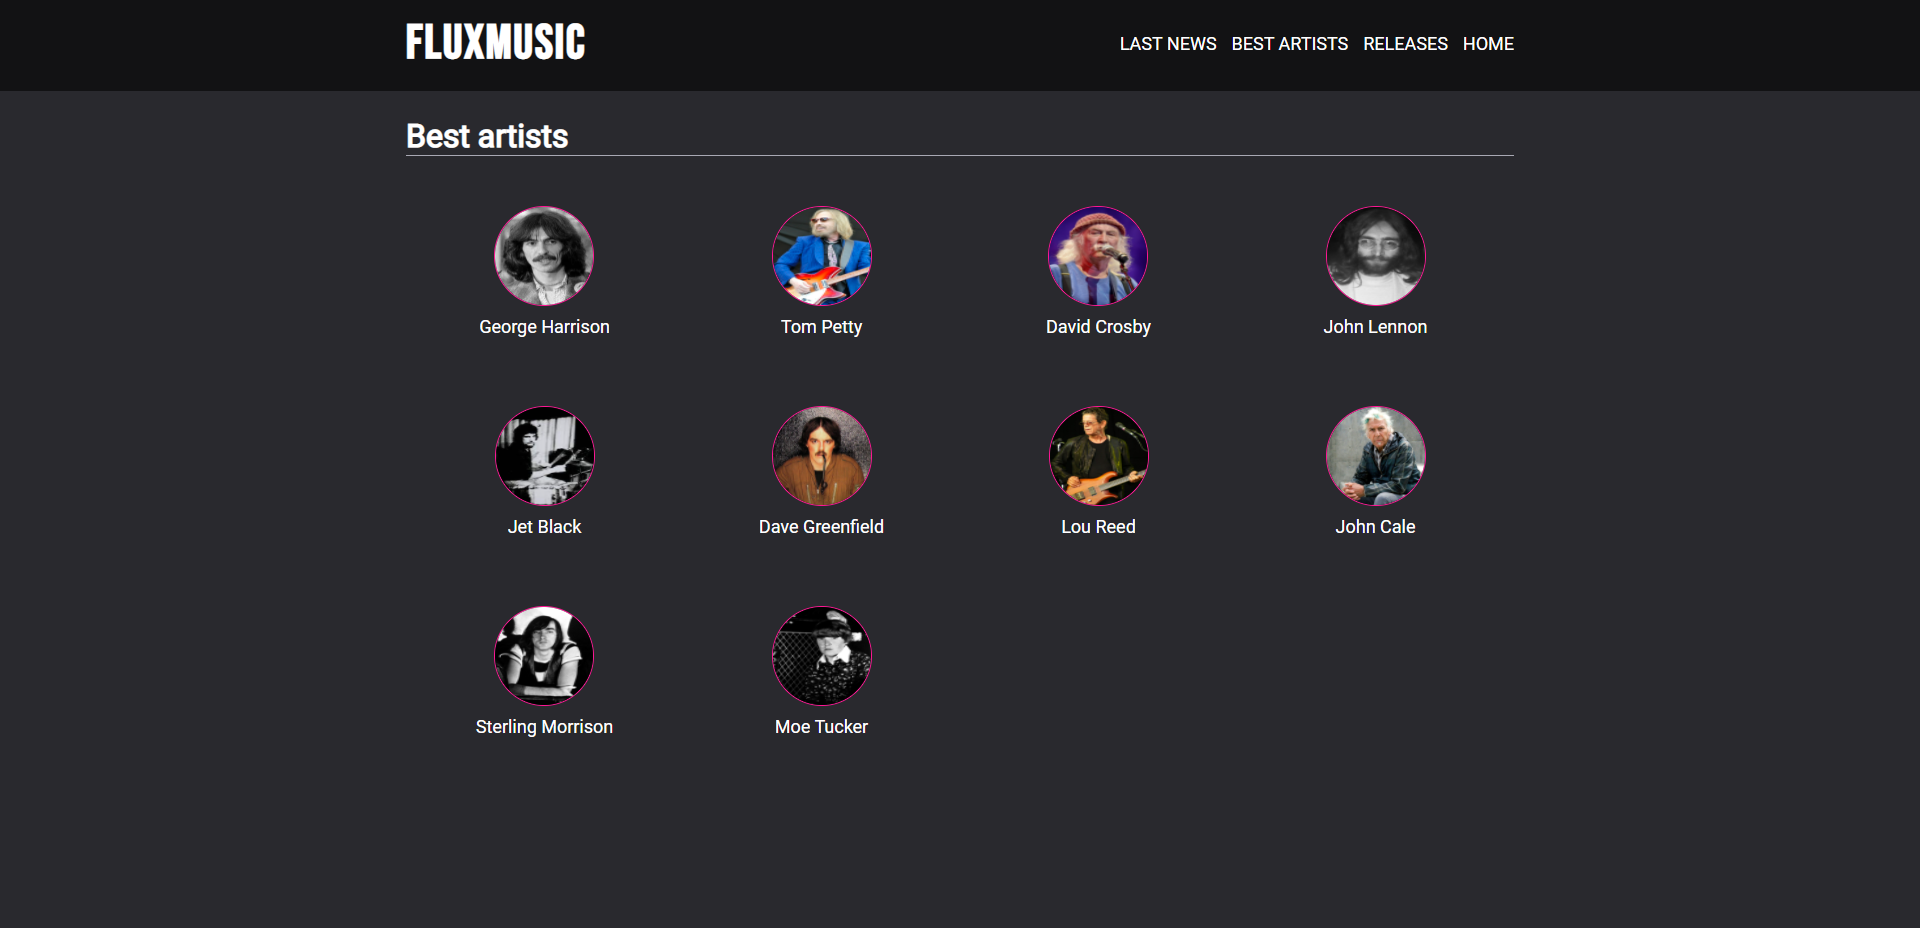 FLUXMUSIC
LAST NEWS BEST ARTISTS RELEASES HOME
Best artists
George Harrison Tom Petty David Crosby John Lennon
Jet Black Dave Greenfield Lou Reed John Cale
Sterling Morrison Moe Tucker